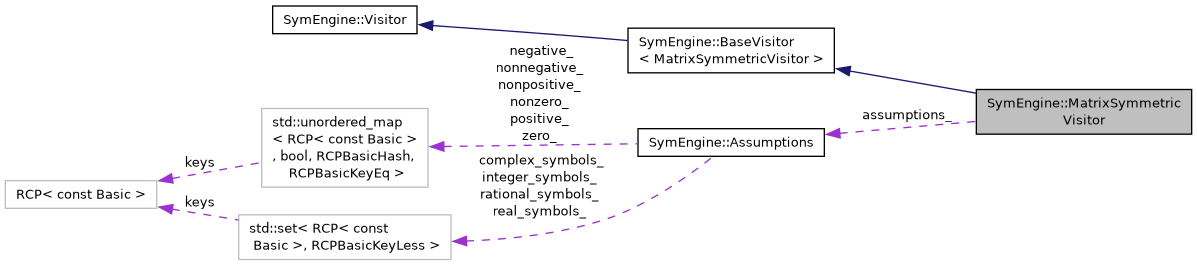 SymEngine::Visitor
SymEngine::BaseVisitor
< MatrixSymmetricVisitor >
SymEngine::MatrixSymmetric
Visitor
negative_
nonnegative_
nonpositive_
nonzero_
positive_
zero_
assumptions_
std::unordered_map
< RCP< const Basic >
, bool, RCPBasicHash,
RCPBasicKeyEq >
SymEngine::Assumptions
keys
complex_symbols_
integer_symbols_
rational_symbols_
real_symbols_
RCP< const Basic >
keys
std::set< RCP< const
Basic >, RCPBasicKeyLess >